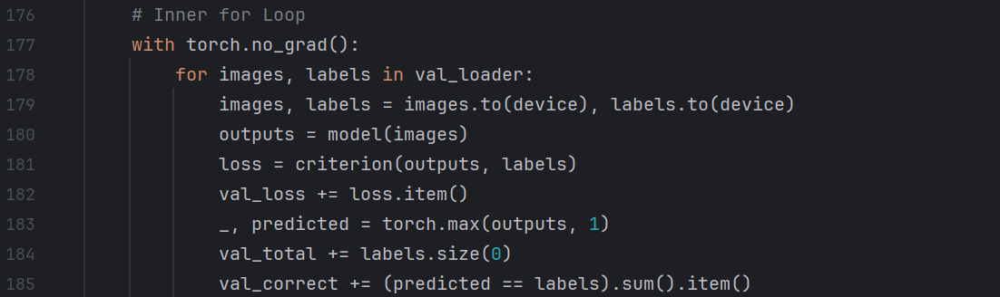 176 # Inner for Loop
177 with torch.no_grad():
178 for images, labels in val_loader:
179 images, labels = images.to(device), labels.to(device)
180 outputs = model(images)
181 loss = criterion(outputs, labels)
182 val_loss += loss.item()
183 _, predicted = torch.max(outputs, 1)
184 val_total += labels.size(0)
185 val_correct += (predicted == labels).sum().item()